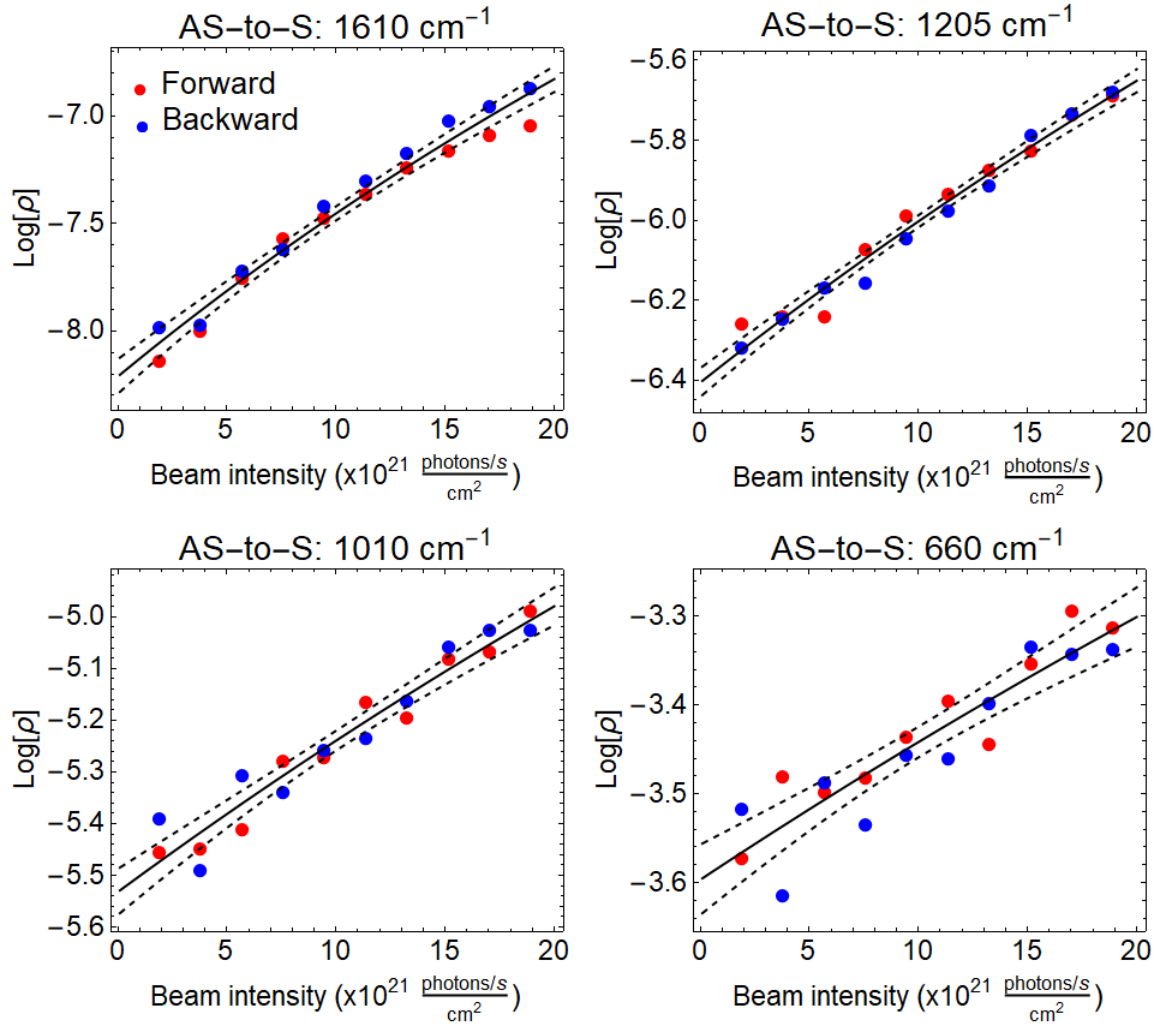 AS−to−S: 1610 cm⁻¹
Forward
Backward
Log[ρ]
−7.0
−7.5
−8.0
0 5 10 15 20
Beam intensity (x10²¹ photons/s / cm²)
AS−to−S: 1205 cm⁻¹
Log[ρ]
−5.6
−5.8
−6.0
−6.2
−6.4
0 5 10 15 20
Beam intensity (x10²¹ photons/s / cm²)
AS−to−S: 1010 cm⁻¹
Log[ρ]
−5.0
−5.1
−5.2
−5.3
−5.4
−5.5
−5.6
0 5 10 15 20
Beam intensity (x10²¹ photons/s / cm²)
AS−to−S: 660 cm⁻¹
Log[ρ]
−3.3
−3.4
−3.5
−3.6
0 5 10 15 20
Beam intensity (x10²¹ photons/s / cm²)